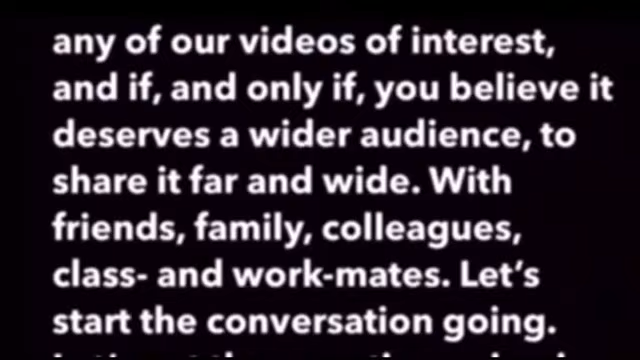 any of our videos of interest,
and if, and only if, you believe it
deserves a wider audience, to
share it far and wide. With
friends, family, colleagues,
class- and work-mates. Let's
start the conversation going.